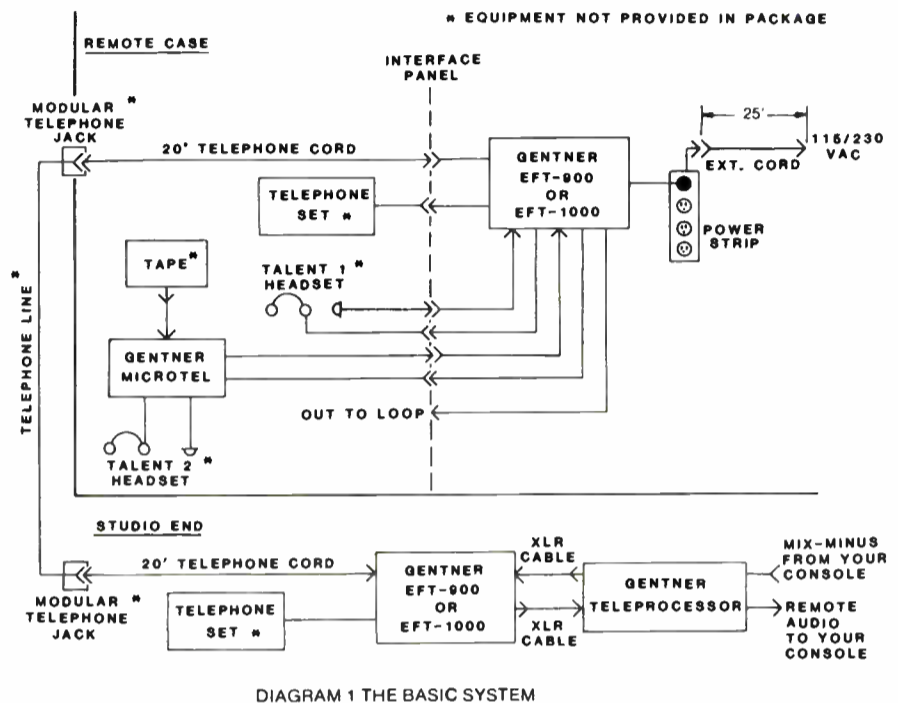 * EQUIPMENT NOT PROVIDED IN PACKAGE
REMOTE CASE
INTERFACE
PANEL
MODULAR *
TELEPHONE
JACK
20' TELEPHONE CORD
GENTNER
EFT-900
OR
EFT-1000
25'
115/230
VAC
EXT. CORD
POWER
STRIP
TELEPHONE
SET *
TAPE*
TALENT 1 *
HEADSET
GENTNER
MICROTEL
OUT TO LOOP
TALENT 2 *
HEADSET
TELEPHONE LINE *
STUDIO END
20' TELEPHONE CORD
MODULAR *
TELEPHONE
JACK
TELEPHONE
SET *
GENTNER
EFT-900
OR
EFT-1000
XLR
CABLE
XLR
CABLE
GENTNER
TELEPROCESSOR
MIX-MINUS
FROM YOUR
CONSOLE
REMOTE
AUDIO
TO YOUR
CONSOLE
DIAGRAM 1 THE BASIC SYSTEM